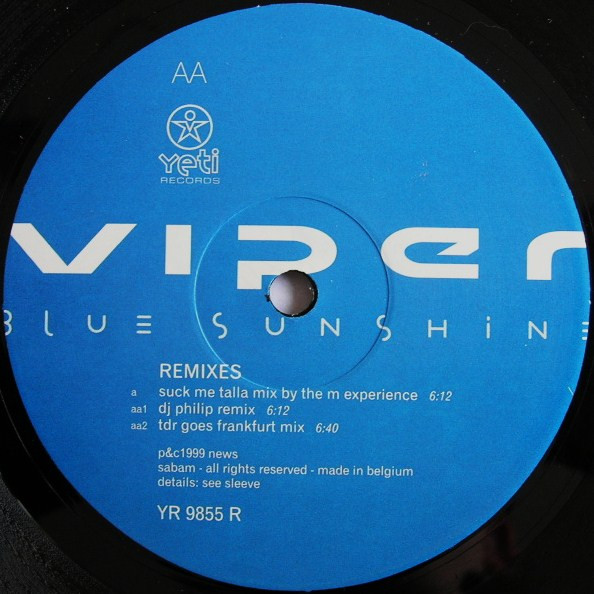 AA
Yeti
RECORDS
VIPER
BLUE SUNSHINE
REMIXES
a suck me talla mix by the m experience 6:12
aa1 dj philip remix 6:12
aa2 tdr goes frankfurt mix 6:40
p&c1999 news
sabam - all rights reserved - made in belgium
details: see sleeve
YR 9855 R